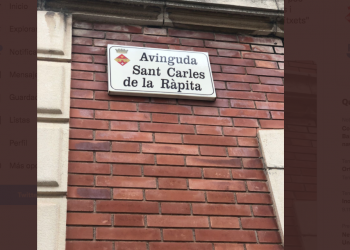 Avinguda
Sant Carles
de la Ràpita